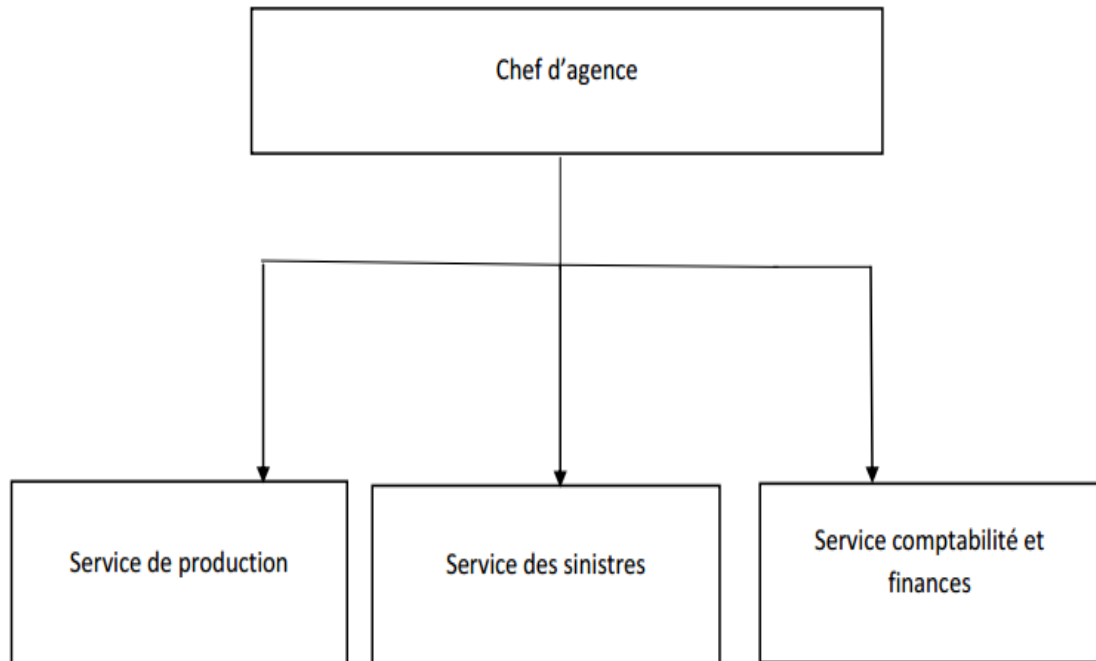 Chef d’agence
Service de production
Service des sinistres
Service comptabilité et
finances